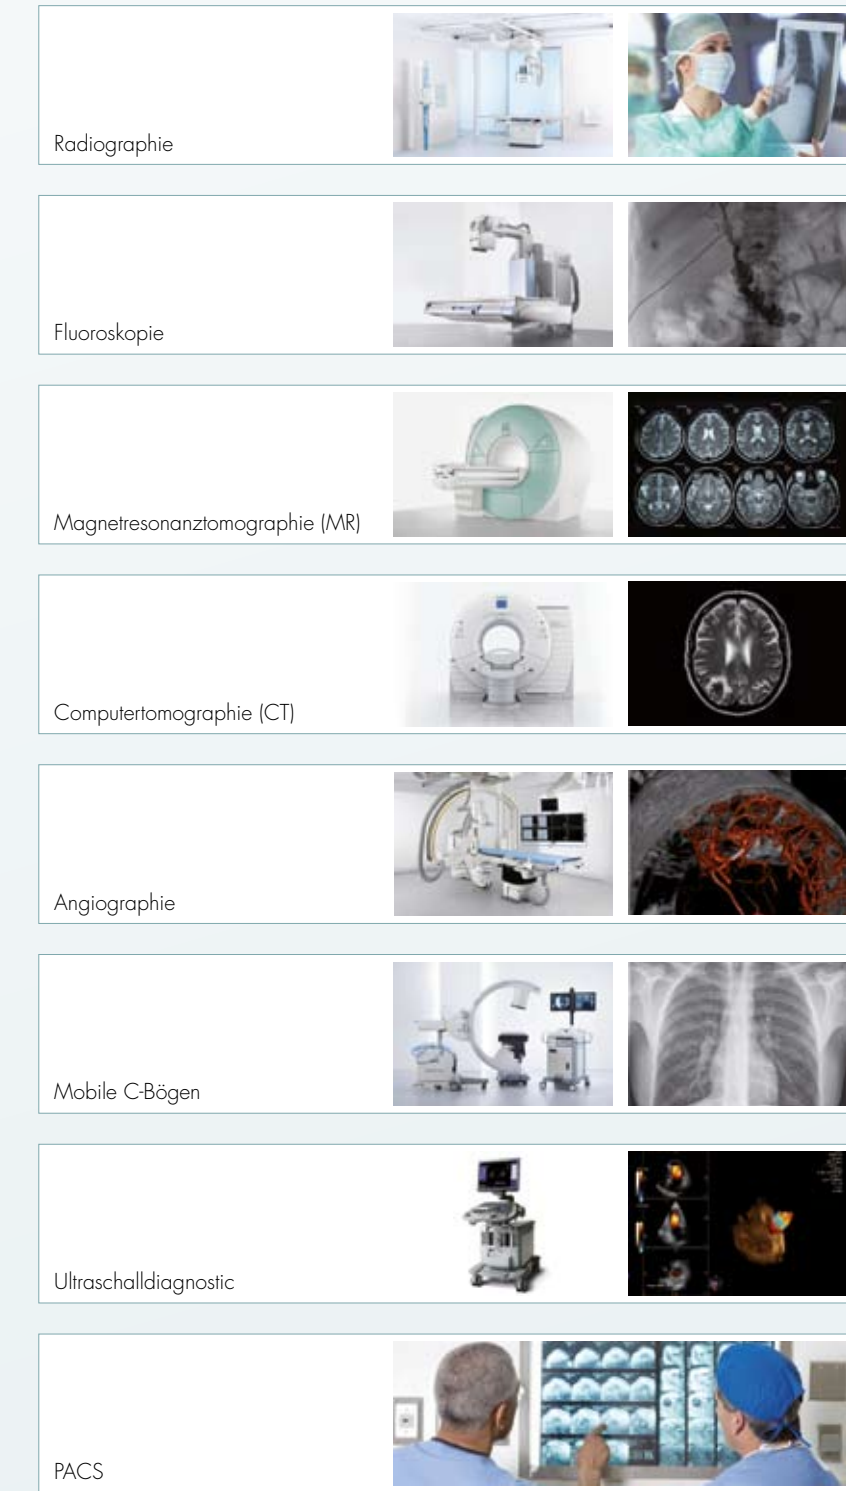 Radiographie
Fluoroskopie
Magnetresonanztomographie (MR)
Computertomographie (CT)
Angiographie
Mobile C-Bögen
Ultraschalldiagnostic
PACS